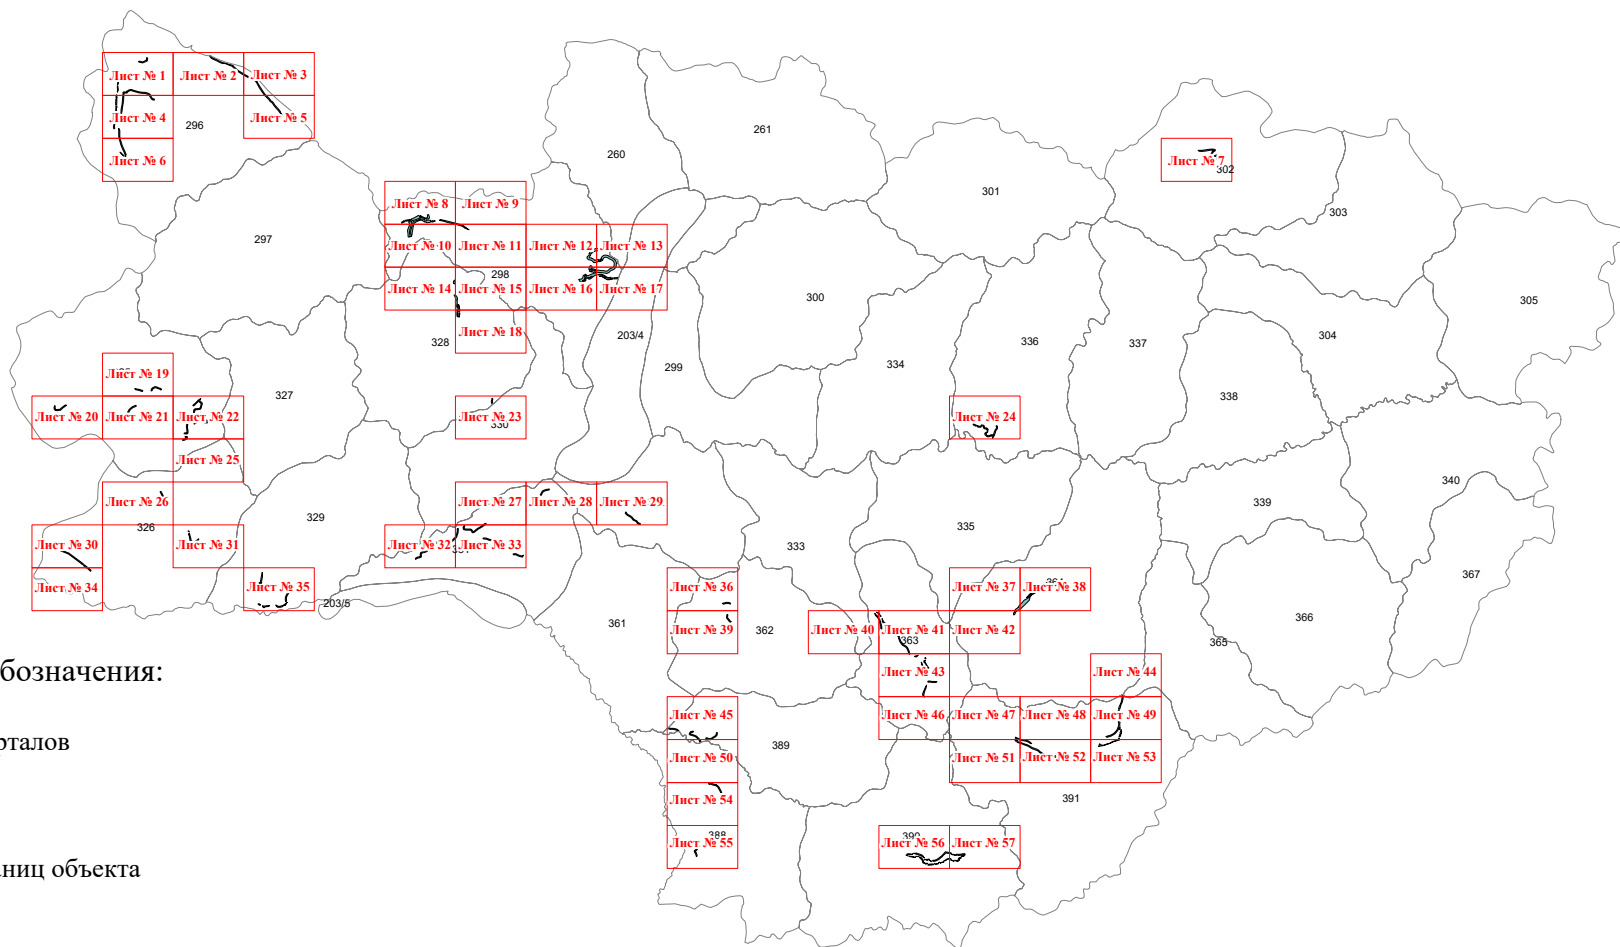 Лист № 1
Лист № 2
Лист № 3
Лист № 4
Лист № 5
296
261
Лист № 6
260
Лист № 7
302
301
Лист № 8
Лист № 9
303
297
Лист № 10
Лист № 11
Лист № 12
Лист № 13
298
Лист № 14
Лист № 15
Лист № 16
Лист № 17
300
305
Лист № 18
328
203/4
336
337
304
299
334
Лист № 19
327
338
Лист № 20
Лист № 21
Лист № 22
Лист № 23
330
Лист № 24
Лист № 25
340
Лист № 26
Лист № 27
Лист № 28
Лист № 29
339
329
326
335
Лист № 30
Лист № 31
Лист № 32
Лист № 33
333
367
Лист № 34
Лист № 35
Лист № 36
Лист № 37
Лист № 38
203/5
361
362
366
Лист № 39
Лист № 40
Лист № 41
Лист № 42
363
365
бозначения:
Лист № 43
Лист № 44
Лист № 45
Лист № 46
Лист № 47
Лист № 48
Лист № 49
рталов
389
Лист № 50
Лист № 51
Лист № 52
Лист № 53
391
Лист № 54
388
390
Лист № 55
Лист № 56
Лист № 57
аниц объекта